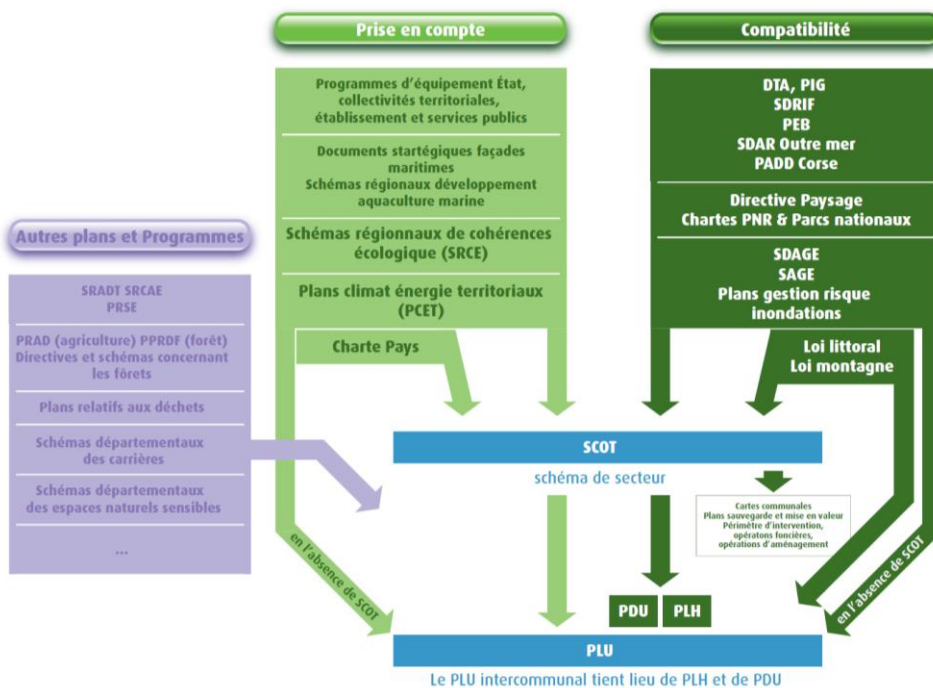 Prise en compte
Programmes d'équipement État,
collectivités territoriales,
établissement et services publics
Documents startégiques façades
maritimes
Schémas régionaux développement
aquaculture marine
Schémas régionnaux de cohérences
écologique (SRCE)
Plans climat énergie territoriaux
(PCET)
Charte Pays
Compatibilité
DTA, PIG
SDRIF
PEB
SDAR Outre mer
PADD Corse
Directive Paysage
Chartes PNR & Parcs nationaux
SDAGE
SAGE
Plans gestion risque
inondations
Loi littoral
Loi montagne
Autres plans et Programmes
SRADT SRCAE
PRSE
PRAD (agriculture) PPRDF (forêt)
Directives et schémas concernant
les fôrets
Plans relatifs aux déchets
Schémas départementaux
des carrières
Schémas départementaux
des espaces naturels sensibles
...
SCOT
schéma de secteur
Cartes communales
Plans sauvegarde et mise en valeur
Périmètre d'intervention,
opératons foncières,
opérations d'aménagement
en l'absence de SCOT
en l'absence de SCOT
PDU
PLH
PLU
Le PLU intercommunal tient lieu de PLH et de PDU